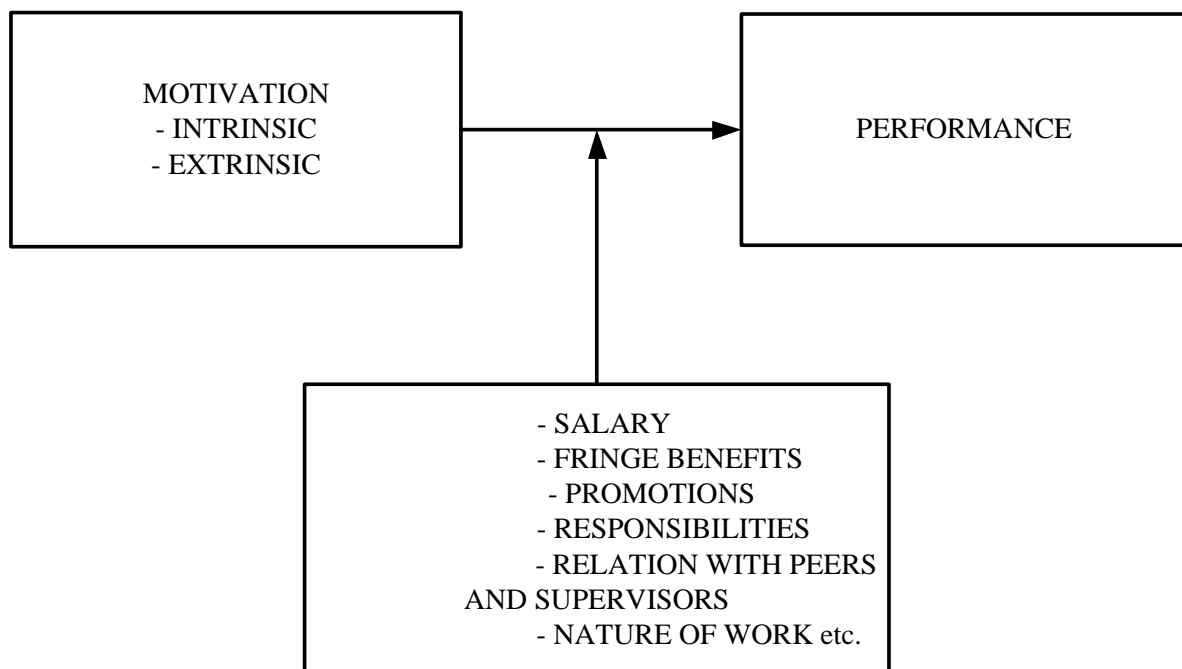 MOTIVATION
- INTRINSIC
- EXTRINSIC
PERFORMANCE
- SALARY
- FRINGE BENEFITS
- PROMOTIONS
- RESPONSIBILITIES
- RELATION WITH PEERS
AND SUPERVISORS
- NATURE OF WORK etc.